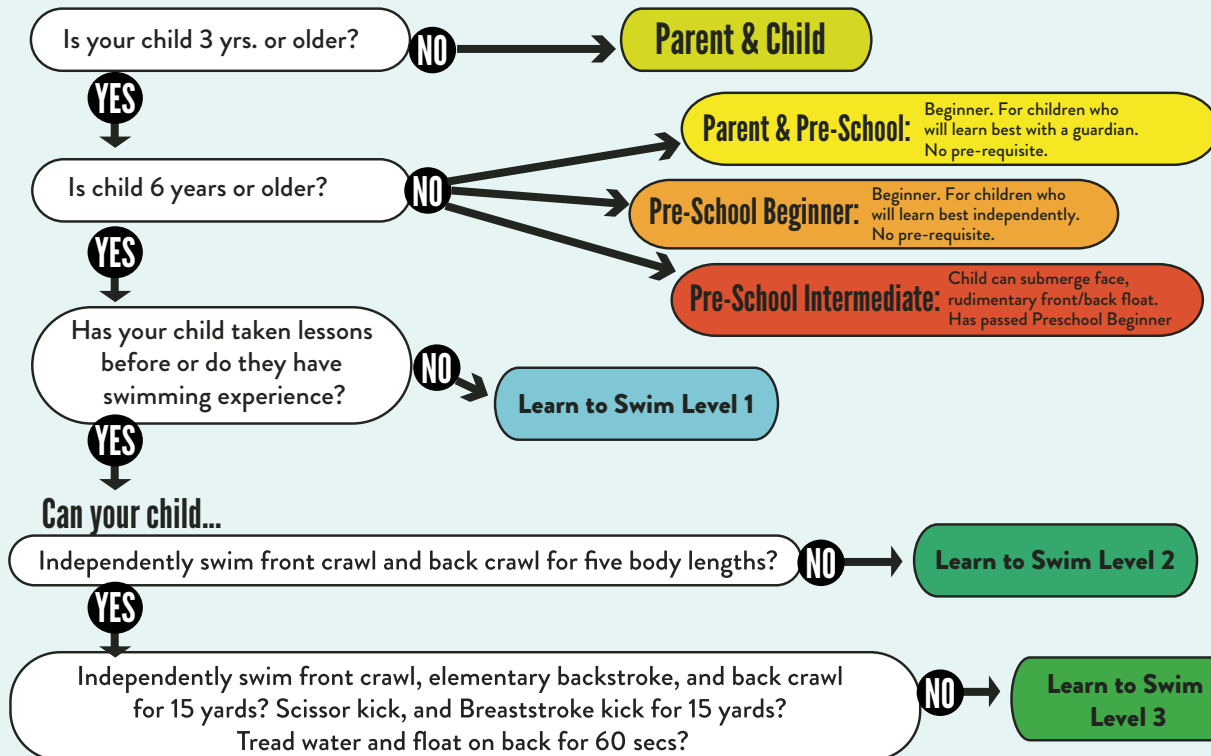 Is your child 3 yrs. or older?
NO
Parent & Child
YES
Is child 6 years or older?
NO
Parent & Pre-School:
Beginner. For children who
will learn best with a guardian.
No pre-requisite.
Pre-School Beginner:
Beginner. For children who
will learn best independently.
No pre-requisite.
Pre-School Intermediate:
Child can submerge face,
rudimentary front/back float.
Has passed Preschool Beginner
YES
Has your child taken lessons
before or do they have
swimming experience?
NO
Learn to Swim Level 1
YES
Can your child...
Independently swim front crawl and back crawl for five body lengths?
NO
Learn to Swim Level 2
YES
Independently swim front crawl, elementary backstroke, and back crawl
for 15 yards? Scissor kick, and Breaststroke kick for 15 yards?
Tread water and float on back for 60 secs?
NO
Learn to Swim
Level 3